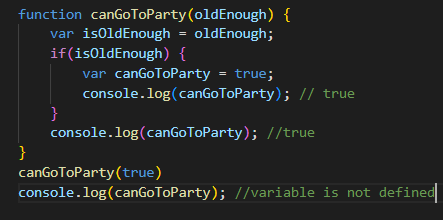 function canGoToParty(oldEnough) {
    var isOldEnough = oldEnough;
    if(isOldEnough) {
        var canGoToParty = true;
        console.log(canGoToParty); // true
    }
    console.log(canGoToParty); //true
}
canGoToParty(true)
console.log(canGoToParty); //variable is not defined